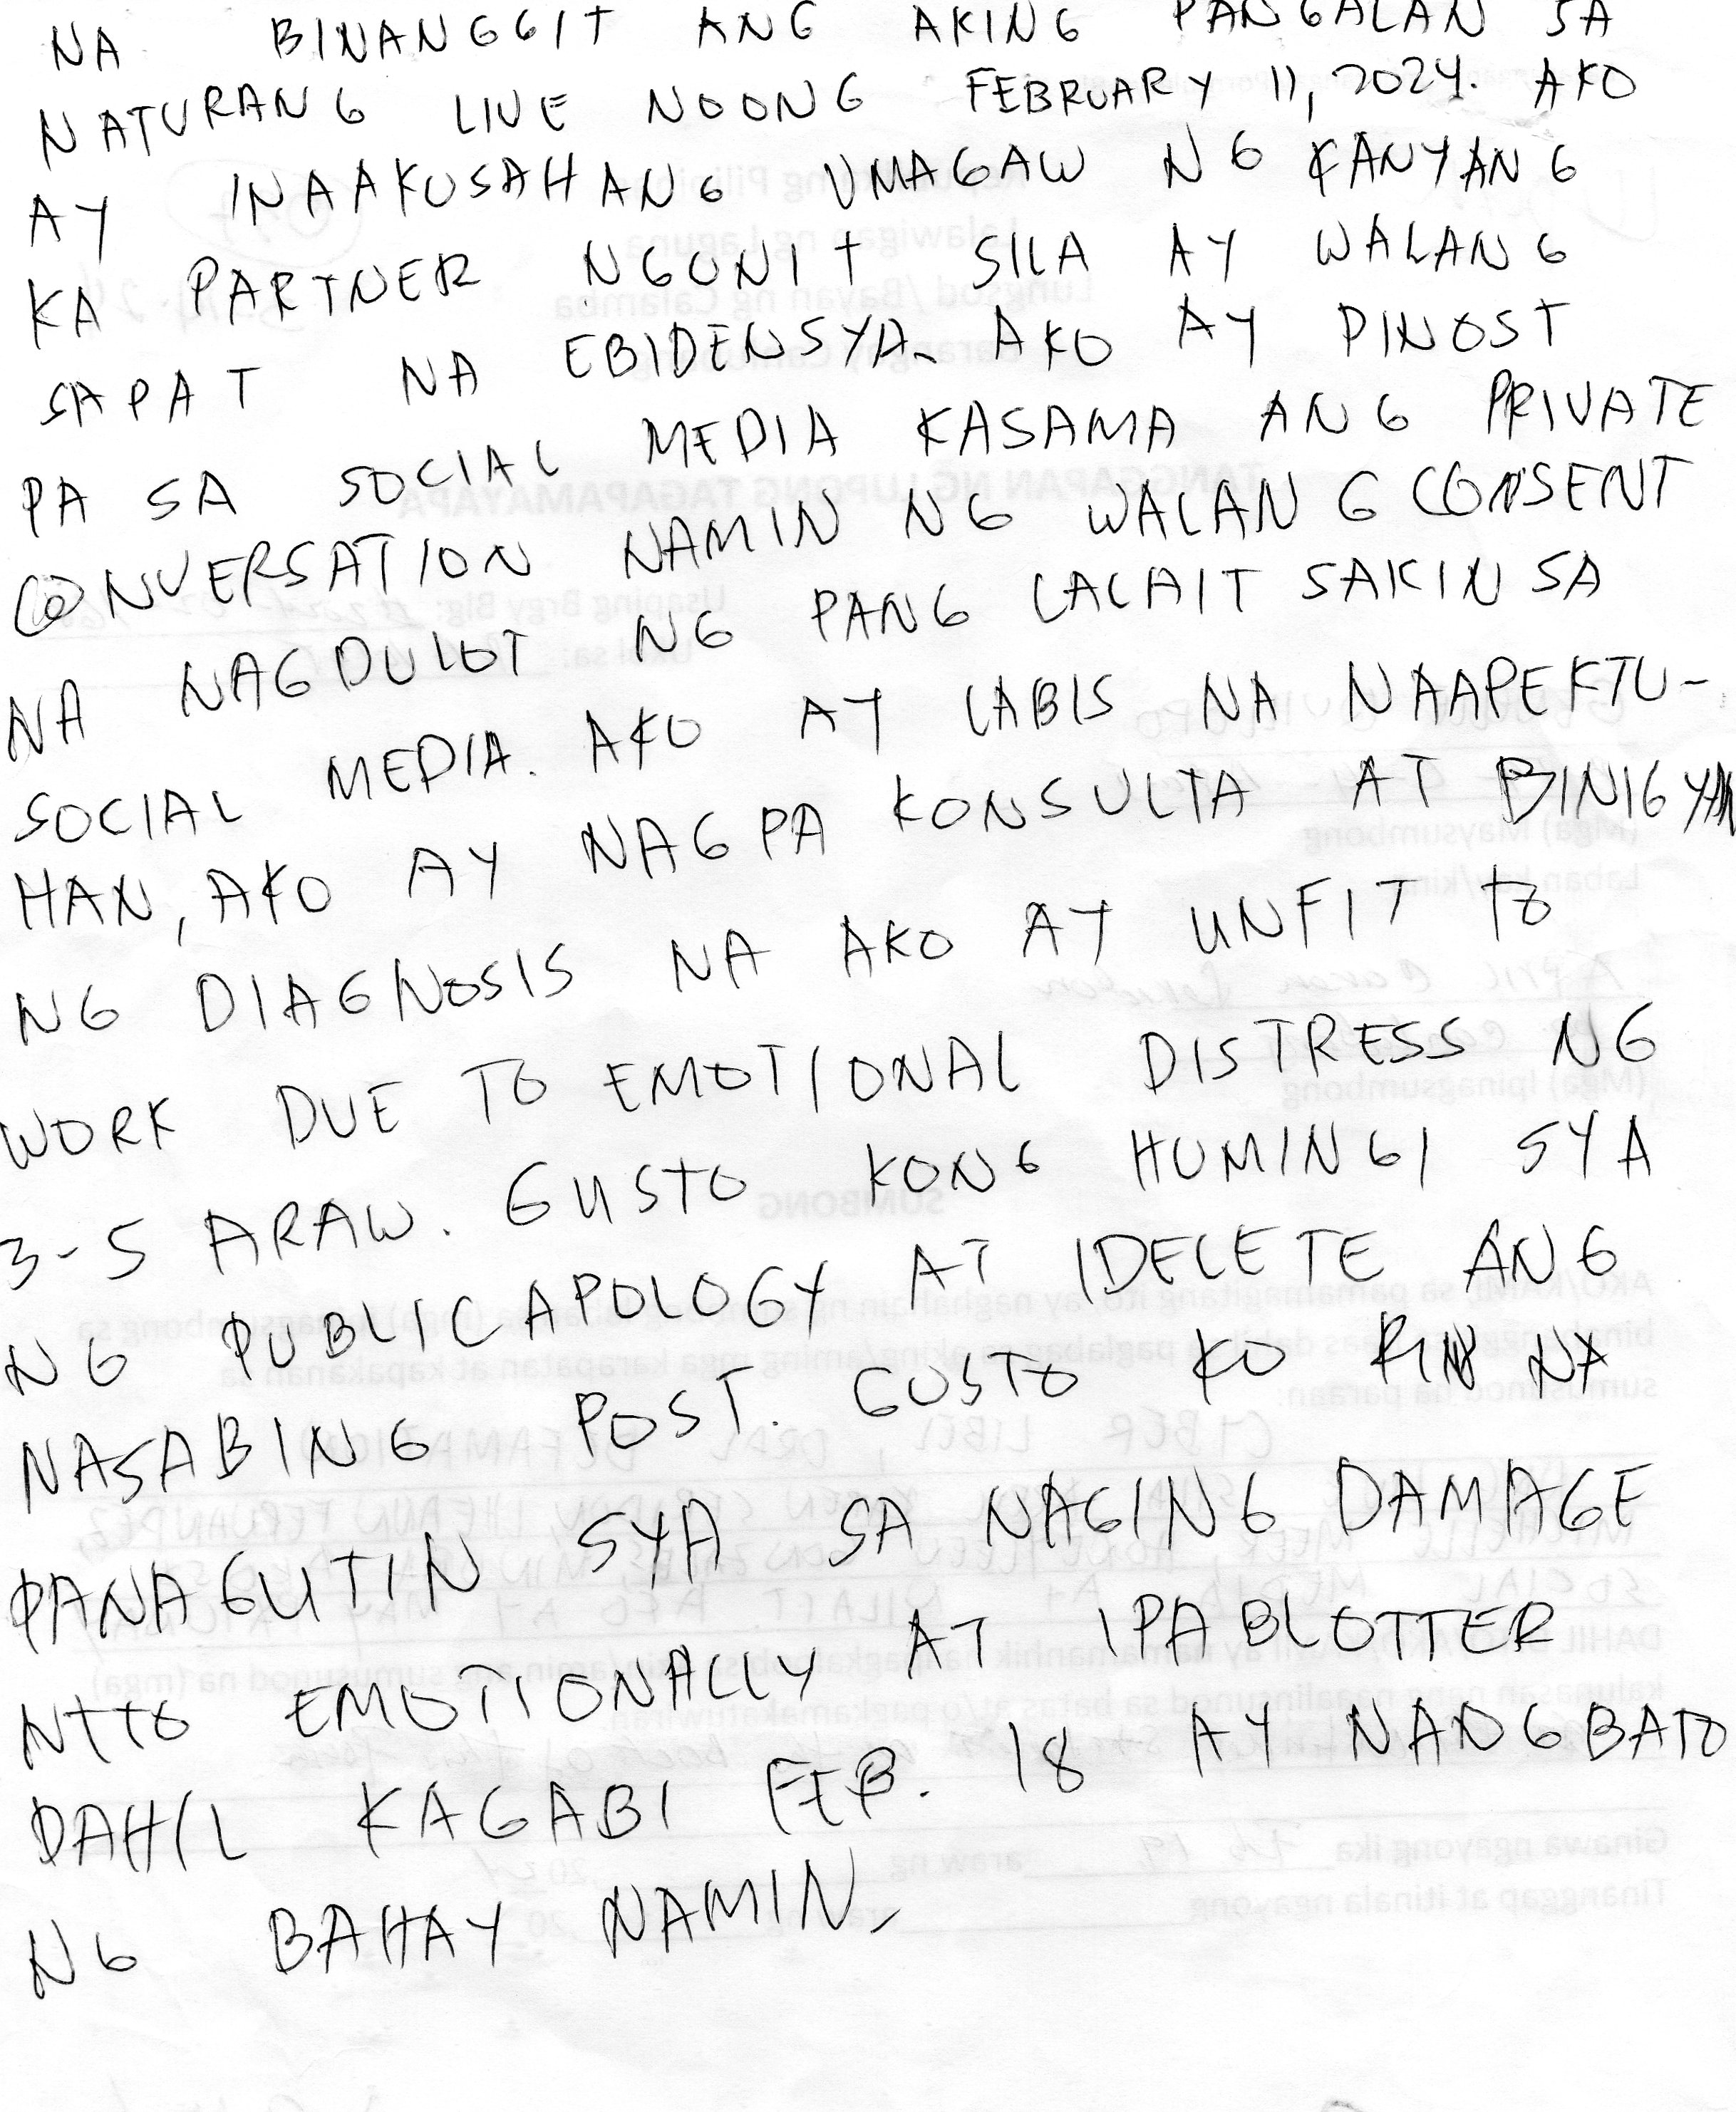 NA BINANGGIT ANG AKING PANGALAN SA
NATURANG LIVE NOONG FEBRUARY 11, 2024. AKO
AY INAAKUSAHANG UMAGAW NG KANYANG
KA PARTNER NGUNIT SILA AY WALANG
SAPAT NA EBIDENSYA. AKO AY PINOST
PA SA SOCIAL MEDIA KASAMA ANG PRIVATE
CONVERSATION NAMIN NG WALANG CONSENT
NA NAGDULOT NG PANG LALAIT SAKIN SA
SOCIAL MEDIA. AKO AY LABIS NA NAAPEKTU-
HAN, AKO AY NAGPA KONSULTA AT BINIGYAN
NG DIAGNOSIS NA AKO AY UNFIT TO
WORK DUE TO EMOTIONAL DISTRESS NG
3-5 ARAW. GUSTO KONG HUMINGI SYA
NG PUBLIC APOLOGY AT IDELETE ANG
NASABING POST. GUSTO KO RIN NA
PANAGUTIN SYA SA NAGING DAMAGE
NITO EMOTIONALLY AT IPABLOTTER
DAHIL KAGABI FEB. 18 AY NANGBATO
NG BAHAY NAMIN.